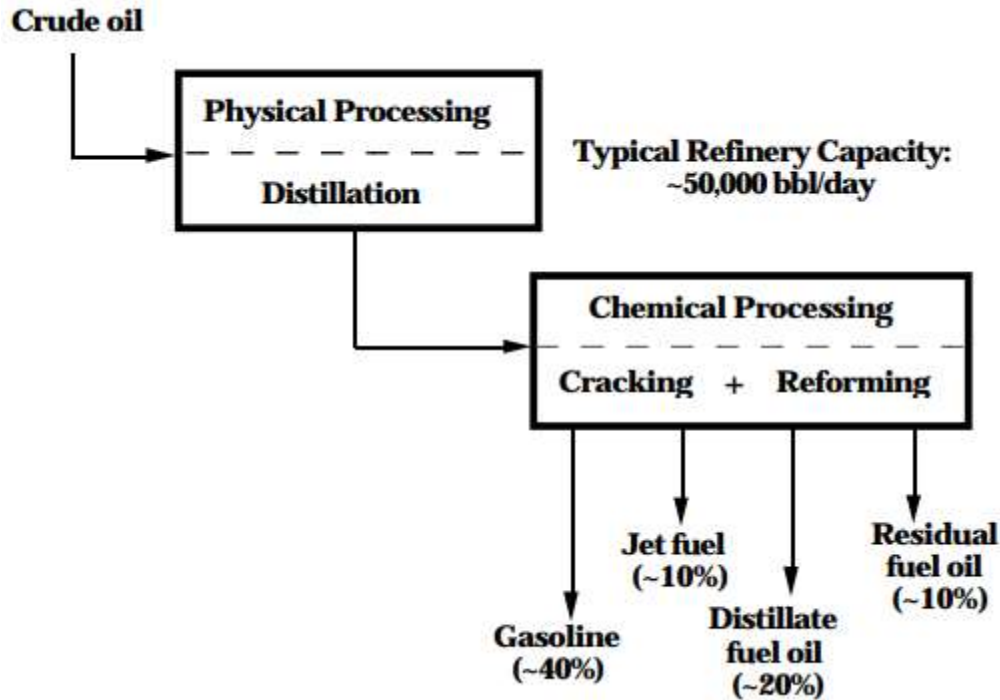 Crude oil
Physical Processing
Distillation
Typical Refinery Capacity:
~50,000 bbl/day
Chemical Processing
Cracking + Reforming
Gasoline
(~40%)
Jet fuel
(~10%)
Distillate
fuel oil
(~20%)
Residual
fuel oil
(~10%)